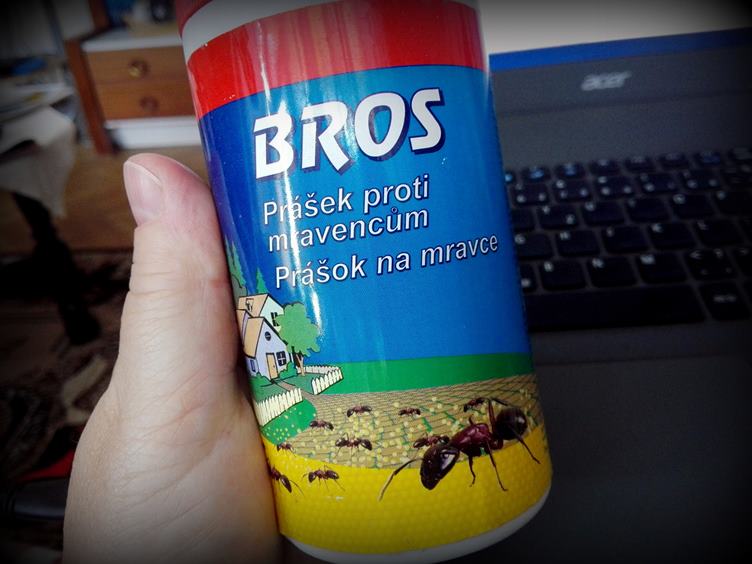 BROS
Prášek proti
mravencům
Prášok na mravce
acer